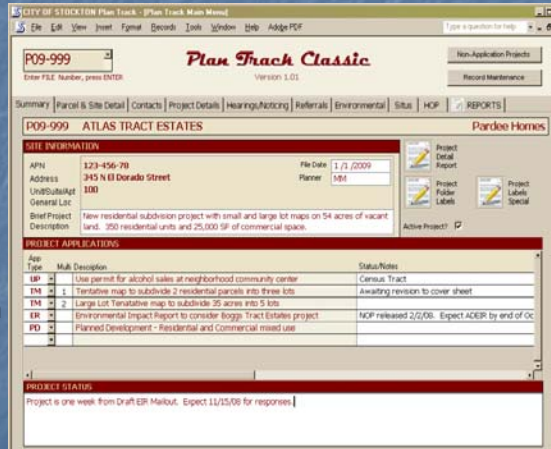 CITY OF STOCKTON Plan Track - [Plan Track Main Menu]
File Edit View Insert Format Records Tools Window Help Adobe PDF Type a question for help
P09-999
Enter FILE Number, press ENTER
Plan Track Classic
Version 1.01
Non-Application Projects
Record Maintenance
Summary Parcel & Site Detail Contacts Project Details Hearings/Noticing Referrals Environmental Situs HOP REPORTS
P09-999 ATLAS TRACT ESTATES Pardee Homes
SITE INFORMATION
APN 123-456-78 File Date 1 /1 /2009
Address 345 N El Dorado Street Planner MM
Unit/Suite/Apt 100
General Loc
Brief Project Description New residential subdivision project with small and large lot maps on 54 acres of vacant land. 350 residential units and 25,000 SF of commercial space.
Project Detail Report
Project Folder Labels
Project Labels Special
Active Project?
PROJECT APPLICATIONS
App Type Multi Description Status/Notes
UP Use permit for alcohol sales at neighborhood community center Census Tract
TM 1 Tentative map to subdivide 2 residential parcels into three lots Awaiting revision to cover sheet
TM 2 Large Lot Tenatative map to subdivide 35 acres into 5 lots
ER Environmental Impact Report to consider Boggs Tract Estates project NOP released 2/2/08. Expect ADEIR by end of Oc
PD Planned Development - Residential and Commercial mixed use
PROJECT STATUS
Project is one week from Draft EIR Mailout. Expect 11/15/08 for responses.